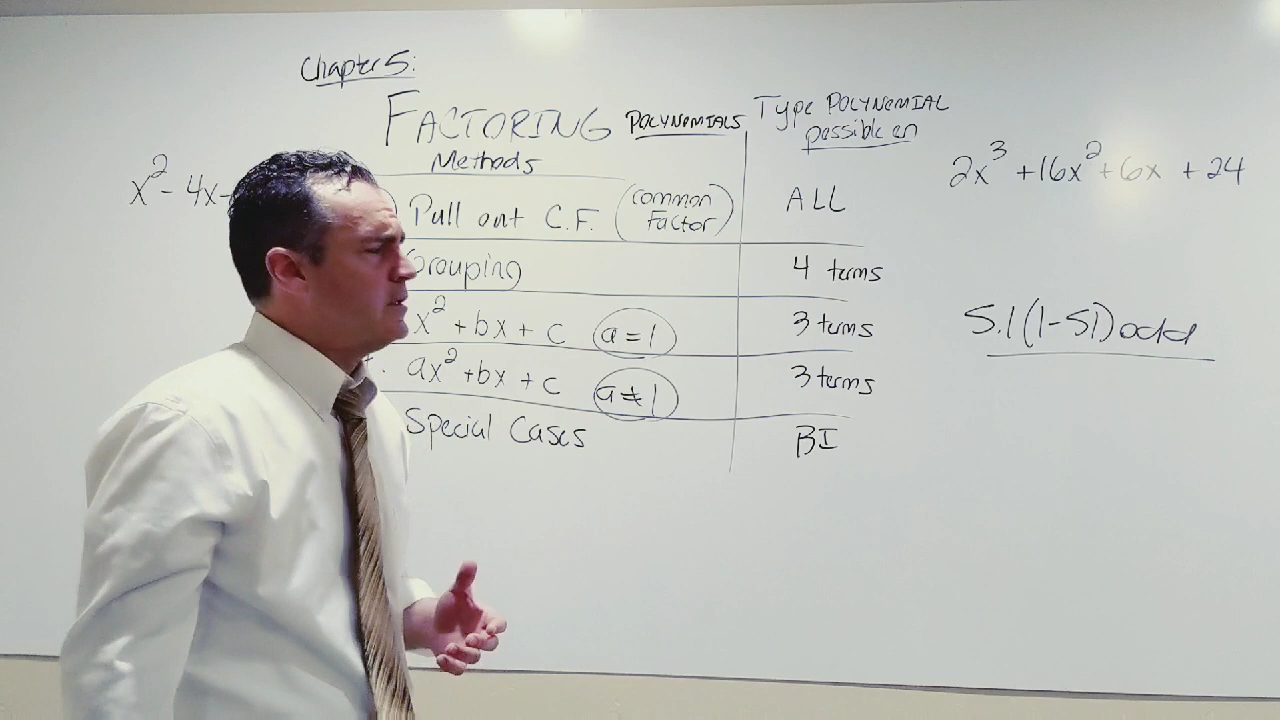 Chapter 5:
FACTORING POLYNOMIALS
Methods
Type POLYNOMIAL
possible on
x² - 4x -
2x³ + 16x² + 6x + 24
) Pull out C.F. (common Factor)
ALL
Grouping
4 terms
x² + bx + c (a = 1)
3 terms
ax² + bx + c (a ≠ 1)
3 terms
Special Cases
BI
5.1 (1-51) odd